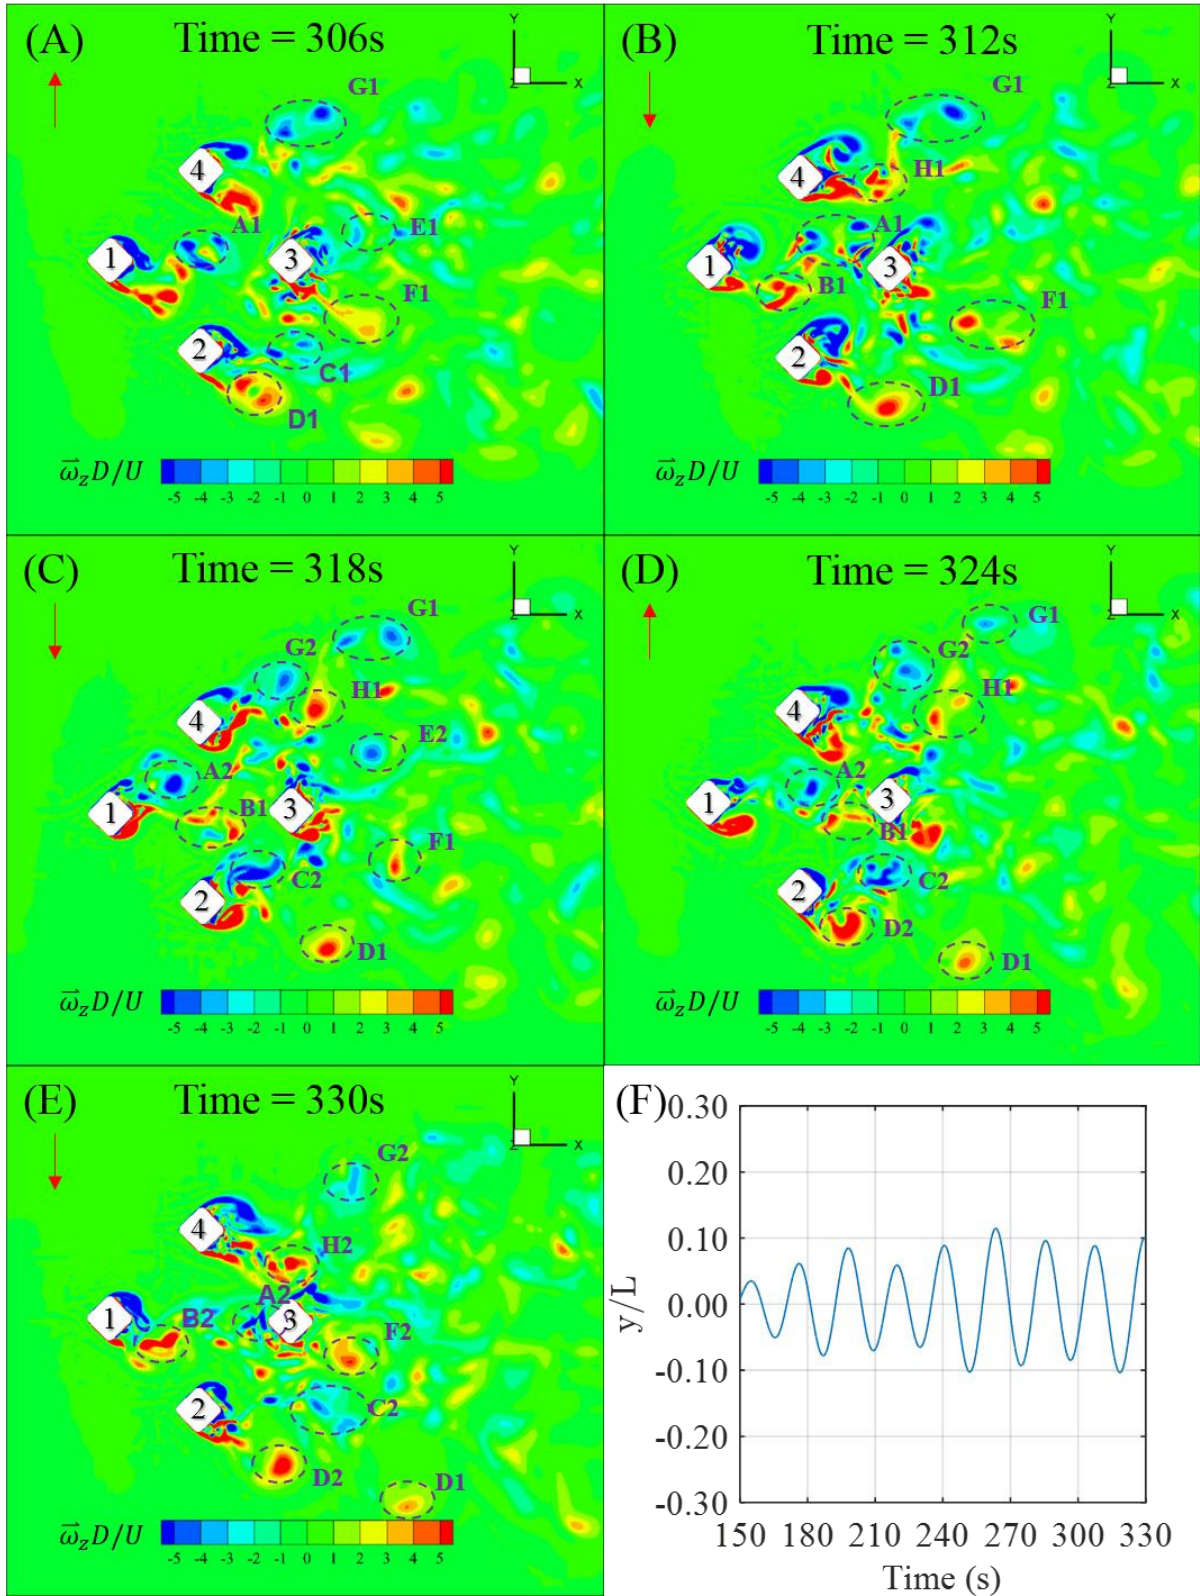 (A) Time = 306s
Y
Z X
G1
4
A1
E1
1
3
F1
2
C1
D1
ω⃗zD/U
-5 -4 -3 -2 -1 0 1 2 3 4 5
(B) Time = 312s
Y
Z X
G1
4
H1
A1
1
3
B1
F1
2
D1
ω⃗zD/U
-5 -4 -3 -2 -1 0 1 2 3 4 5
(C) Time = 318s
Y
Z X
G1
G2
H1
4
E2
A2
1
B1
3
F1
C2
2
D1
ω⃗zD/U
-5 -4 -3 -2 -1 0 1 2 3 4 5
(D) Time = 324s
Y
Z X
G1
G2
H1
4
A2
1
3
B1
C2
2
D2
D1
ω⃗zD/U
-5 -4 -3 -2 -1 0 1 2 3 4 5
(E) Time = 330s
Y
Z X
G2
4
H2
A2
1
B2
3
F2
2
C2
D2
D1
ω⃗zD/U
-5 -4 -3 -2 -1 0 1 2 3 4 5
(F)
0.30
0.20
0.10
0.00
-0.10
-0.20
-0.30
y/L
150 180 210 240 270 300 330
Time (s)